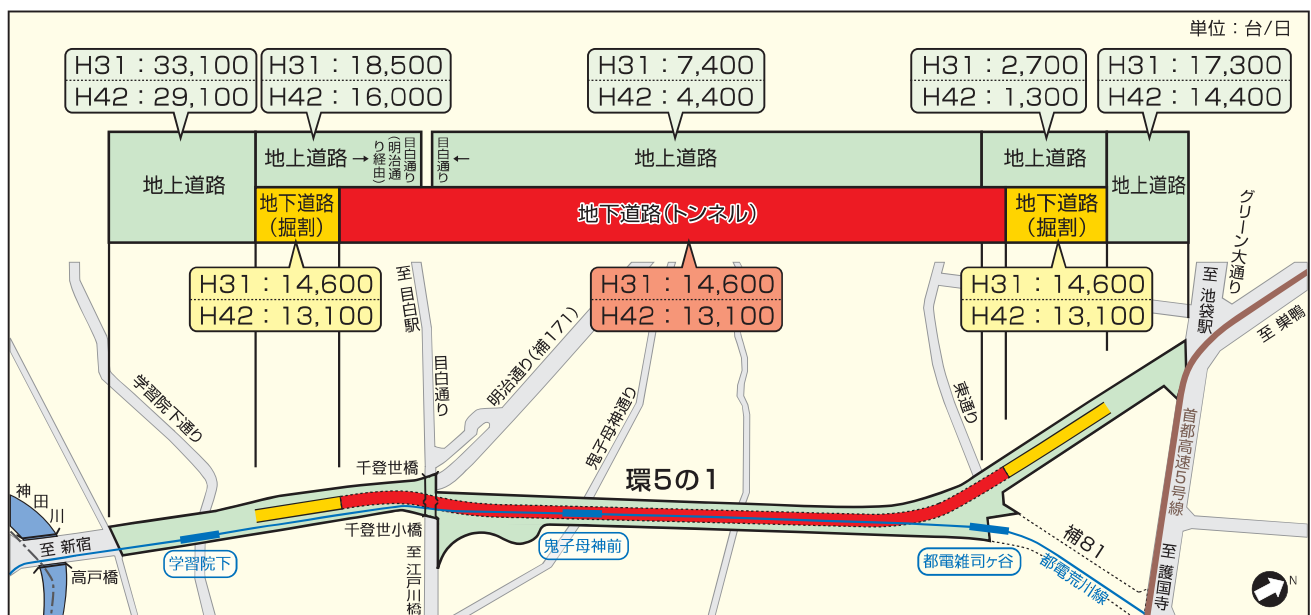 単位：台/日
H31：33,100
H42：29,100
H31：18,500
H42：16,000
H31：7,400
H42：4,400
H31：2,700
H42：1,300
H31：17,300
H42：14,400
地上道路
地上道路→
目白通り
(明治通
り経由)
目白通り
←
地上道路
地上道路
地上道路
地下道路
(掘割)
地下道路(トンネル)
地下道路
(掘割)
H31：14,600
H42：13,100
H31：14,600
H42：13,100
H31：14,600
H42：13,100
至 目白駅
目白通り
明治通り(補171)
鬼子母神通り
東通り
至 池袋駅
グリーン大通り
至 巣鴨
首都高速5号線
学習院下通り
千登世橋
環5の1
神田川
至 新宿
高戸橋
学習院下
千登世小橋
至 江戸川橋
鬼子母神前
都電雑司ヶ谷
補81
都電荒川線
至 護国寺
N